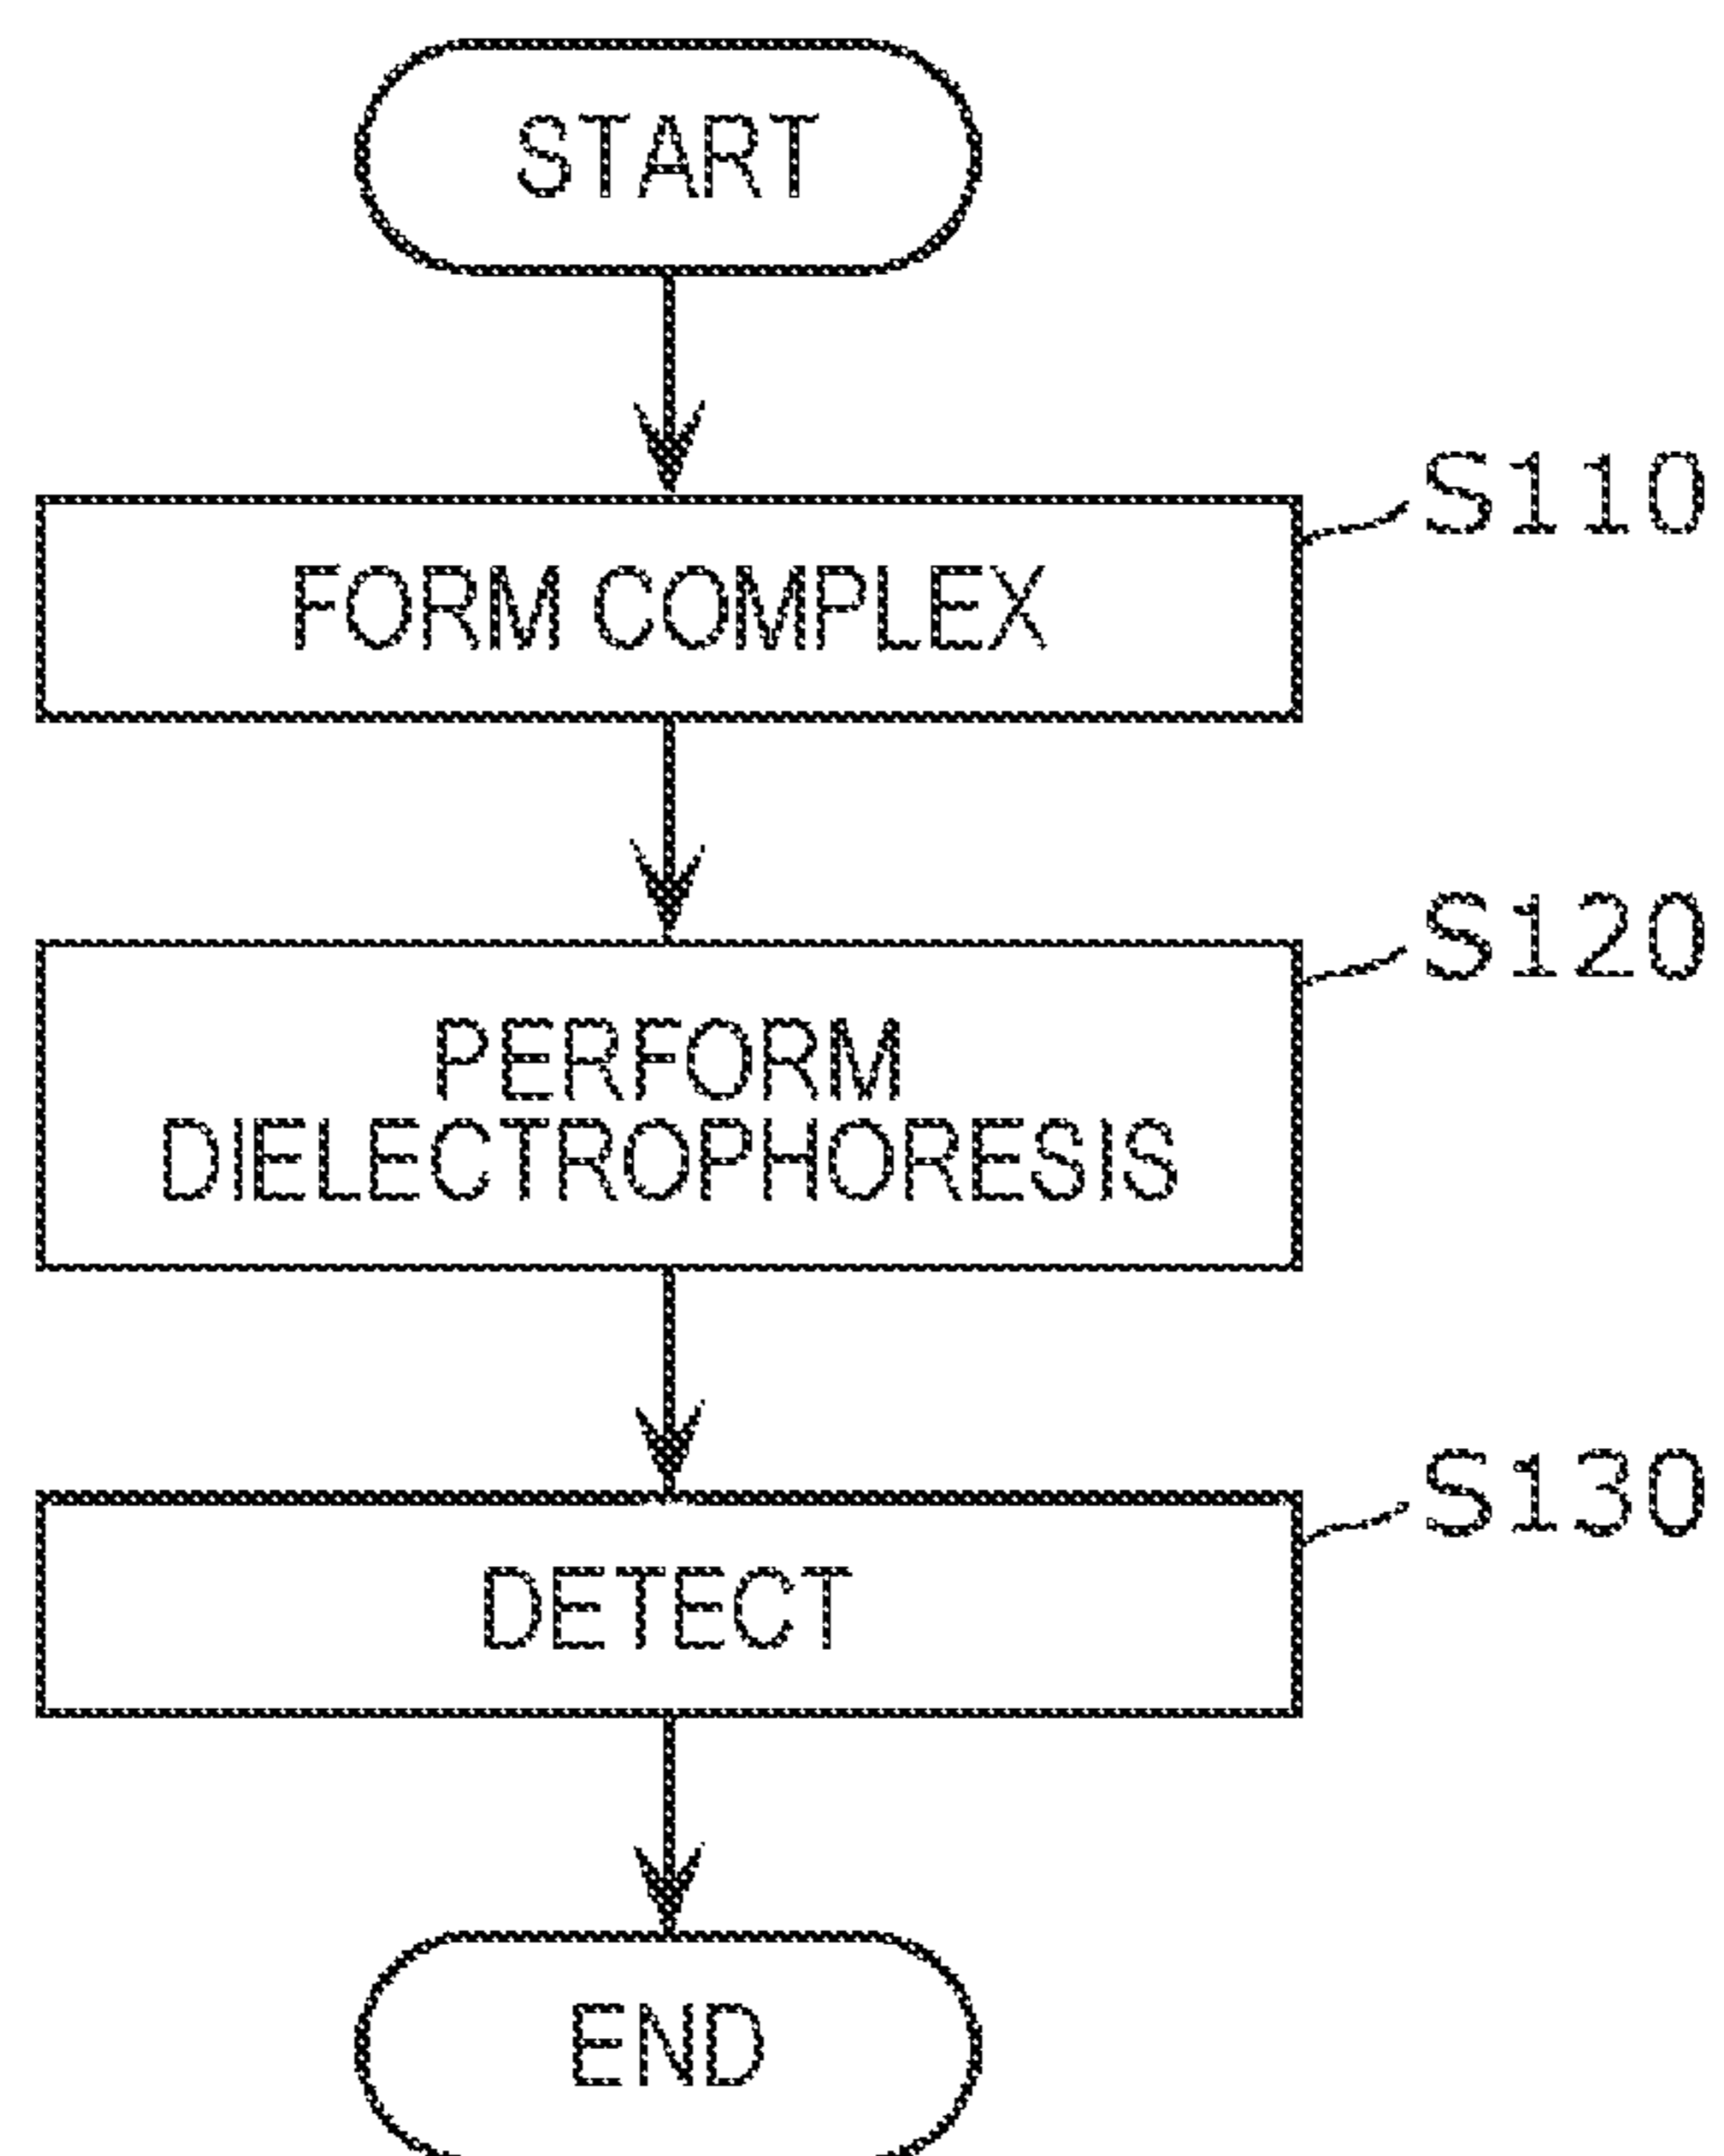 START
S110
FORM COMPLEX
S120
PERFORM
DIELECTROPHORESIS
S130
DETECT
END